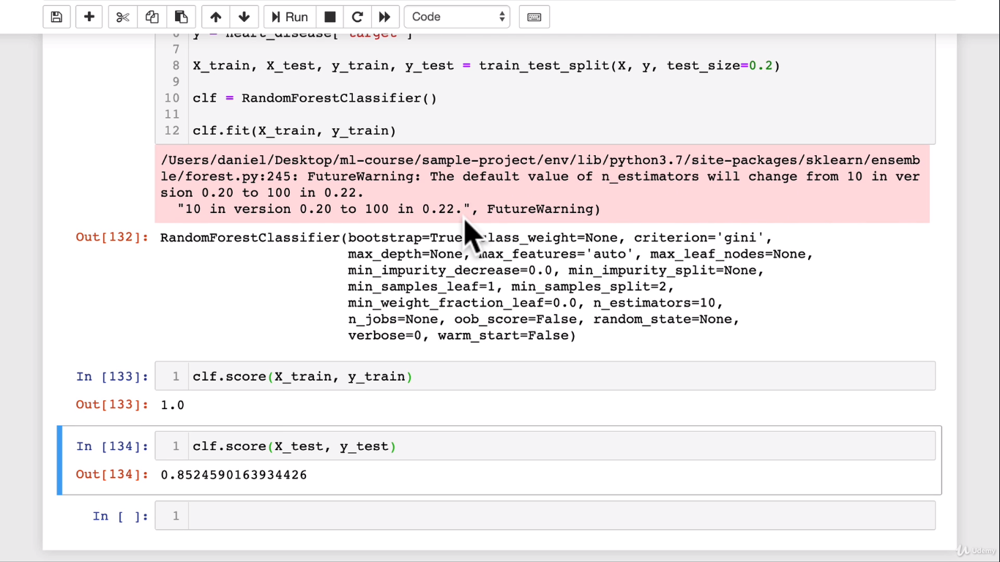 Run
Code
6 y = heart_disease["target"]
7
8 X_train, X_test, y_train, y_test = train_test_split(X, y, test_size=0.2)
9
10 clf = RandomForestClassifier()
11
12 clf.fit(X_train, y_train)
/Users/daniel/Desktop/ml-course/sample-project/env/lib/python3.7/site-packages/sklearn/ensemb
le/forest.py:245: FutureWarning: The default value of n_estimators will change from 10 in ver
sion 0.20 to 100 in 0.22.
"10 in version 0.20 to 100 in 0.22.", FutureWarning)
Out[132]: RandomForestClassifier(bootstrap=True, class_weight=None, criterion='gini',
max_depth=None, max_features='auto', max_leaf_nodes=None,
min_impurity_decrease=0.0, min_impurity_split=None,
min_samples_leaf=1, min_samples_split=2,
min_weight_fraction_leaf=0.0, n_estimators=10,
n_jobs=None, oob_score=False, random_state=None,
verbose=0, warm_start=False)
In [133]: 1 clf.score(X_train, y_train)
Out[133]: 1.0
In [134]: 1 clf.score(X_test, y_test)
Out[134]: 0.8524590163934426
In [ ]: 1
Udemy